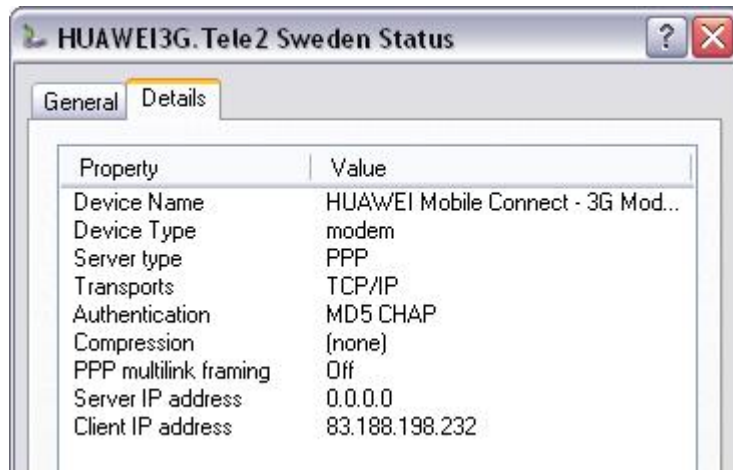 HUAWEI3G.Tele2 Sweden Status
General Details
Property Value
Device Name HUAWEI Mobile Connect - 3G Mod...
Device Type modem
Server type PPP
Transports TCP/IP
Authentication MD5 CHAP
Compression (none)
PPP multilink framing Off
Server IP address 0.0.0.0
Client IP address 83.188.198.232